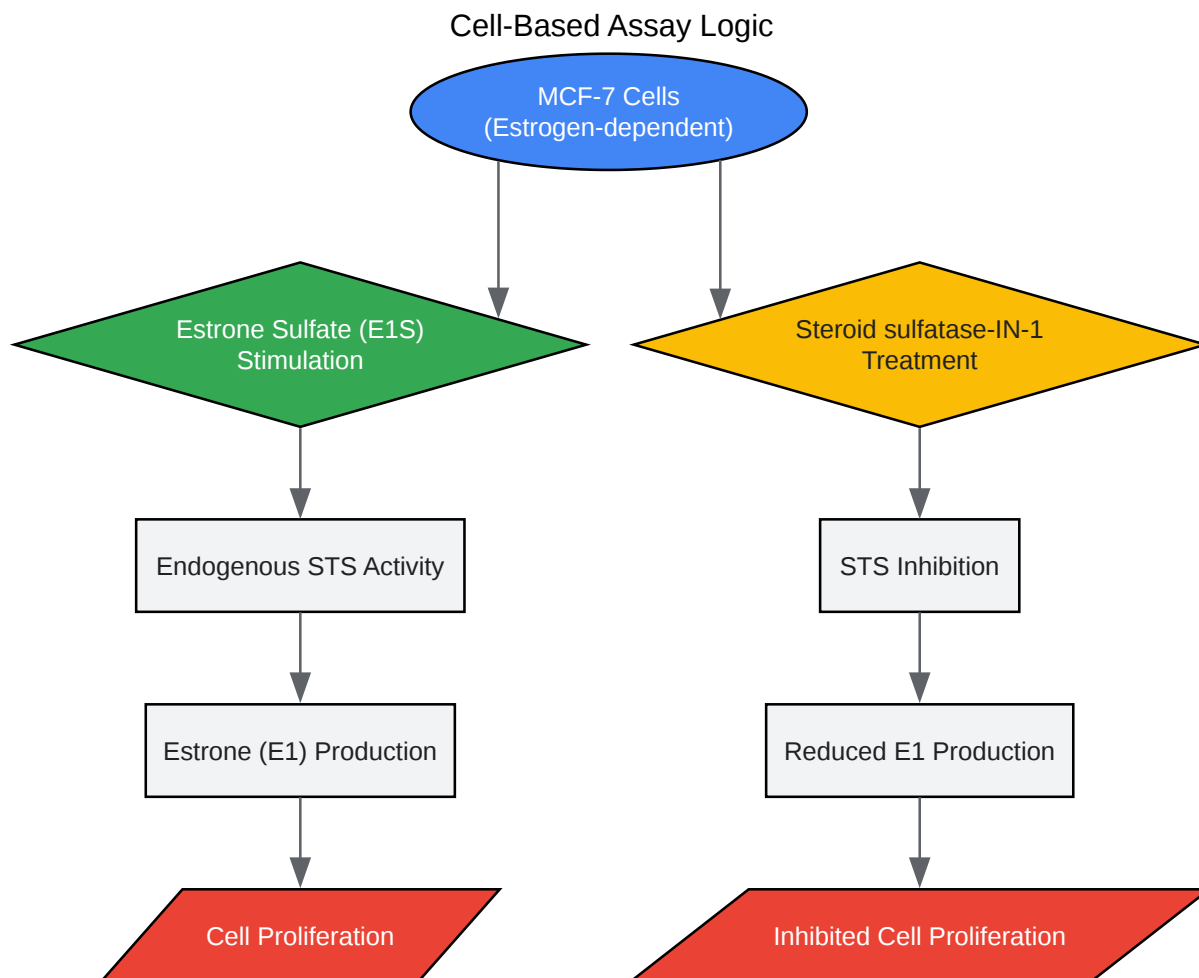 Cell-Based Assay Logic
MCF-7 Cells
(Estrogen-dependent)
Estrone Sulfate (E1S)
Stimulation
Steroid sulfatase-IN-1
Treatment
Endogenous STS Activity
STS Inhibition
Estrone (E1) Production
Reduced E1 Production
Cell Proliferation
Inhibited Cell Proliferation